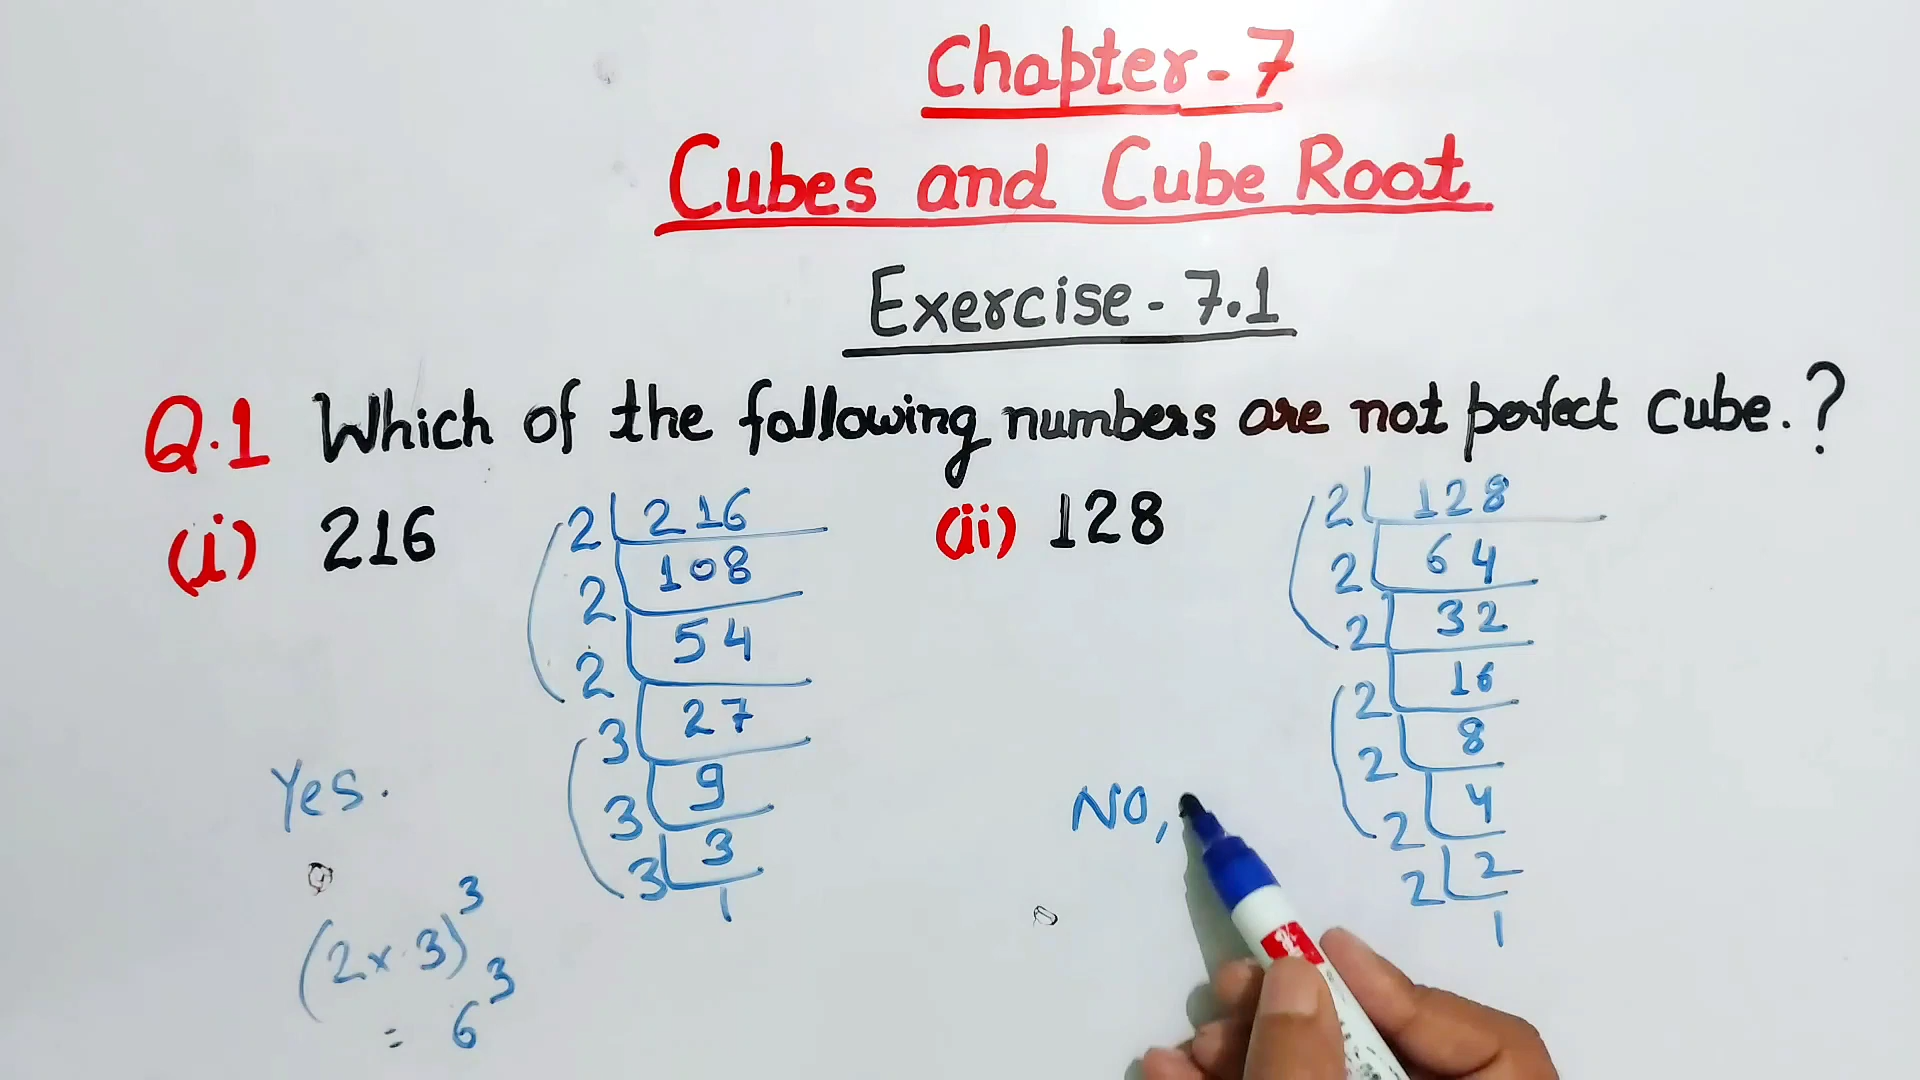 Chapter - 7
Cubes and Cube Root
Exercise - 7.1
Q.1 Which of the following numbers are not perfect cube.?
(i) 216
2 216
2 108
2 54
3 27
3 9
3 3
1
Yes.
(2 x 3)³
= 6³
(ii) 128
2 128
2 64
2 32
2 16
2 8
2 4
2 2
1
NO,